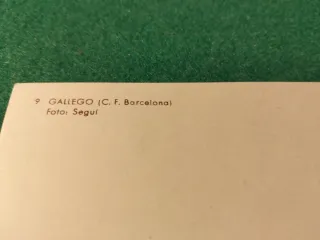 9 GALLEGO (C. F. Barcelona)
Foto: Seguí